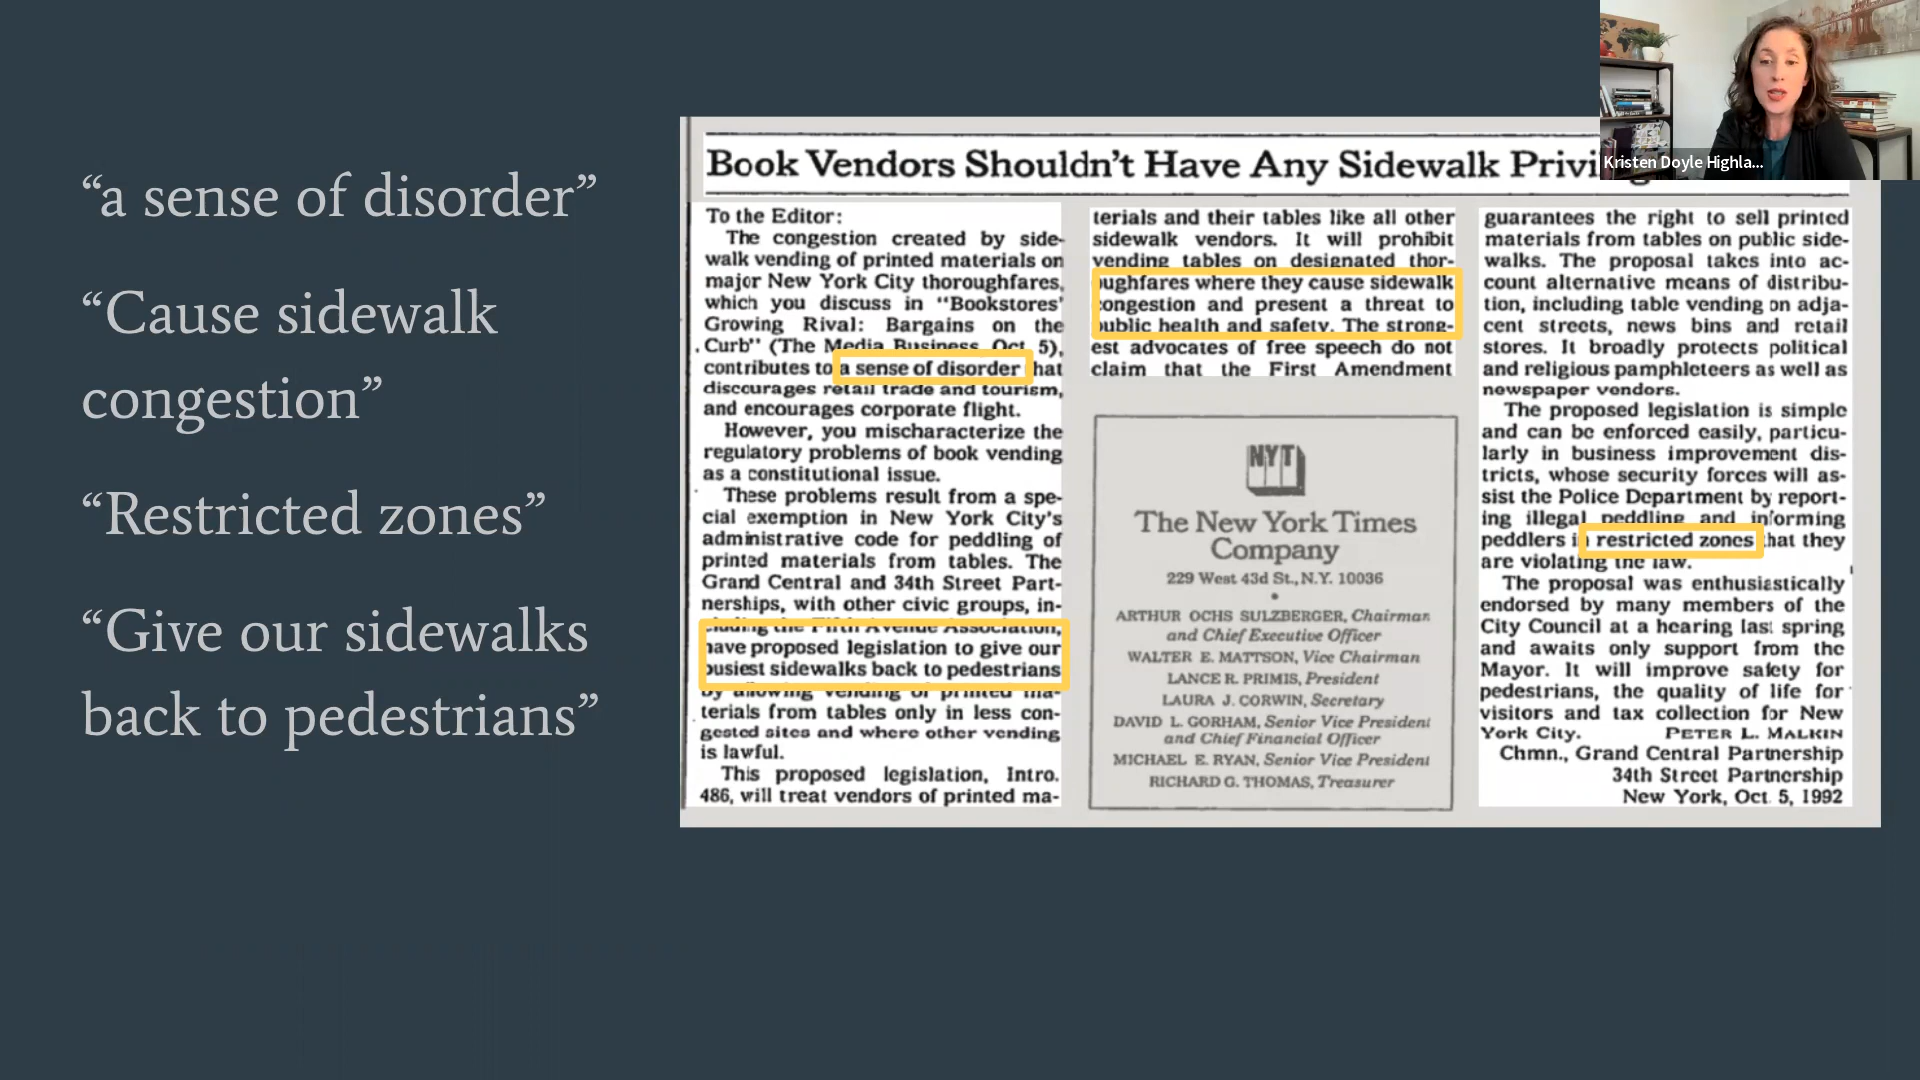 “a sense of disorder”
“Cause sidewalk
congestion”
“Restricted zones”
“Give our sidewalks
back to pedestrians”
Book Vendors Shouldn't Have Any Sidewalk
To the Editor:
The congestion created by side-
walk vending of printed materials on
major New York City thoroughfares,
which you discuss in “Bookstores'
Growing Rival: Bargains on the
Curb” (The Media Business, Oct. 5),
contributes to a sense of disorder that
discourages retail trade and tourism,
and encourages corporate flight.
However, you mischaracterize the
regulatory problems of book vending
as a constitutional issue.
These problems result from a spe-
cial exemption in New York City's
administrative code for peddling of
printed materials from tables. The
Grand Central and 34th Street Part-
nerships, with other civic groups, in-
cluding the Fifth Avenue Association,
have proposed legislation to give our
busiest sidewalks back to pedestrians
by allowing vending of printed ma-
terials from tables only in less con-
gested sites and where other vending
is lawful.
This proposed legislation, Intro.
486, will treat vendors of printed ma-
terials and their tables like all other
sidewalk vendors. It will prohibit
vending tables on designated thor-
oughfares where they cause sidewalk
congestion and present a threat to
public health and safety. The strong-
est advocates of free speech do not
claim that the First Amendment
guarantees the right to sell printed
materials from tables on public side-
walks. The proposal takes into ac-
count alternative means of distribu-
tion, including table vending on adja-
cent streets, news bins and retail
stores. It broadly protects political
and religious pamphleteers as well as
newspaper vendors.
The proposed legislation is simple
and can be enforced easily, particu-
larly in business improvement dis-
tricts, whose security forces will as-
sist the Police Department by report-
ing illegal peddling and informing
peddlers in restricted zones that they
are violating the law.
The proposal was enthusiastically
endorsed by many members of the
City Council at a hearing last spring
and awaits only support from the
Mayor. It will improve safety for
pedestrians, the quality of life for
visitors and tax collection for New
York City. PETER L. MALKIN
Chmn., Grand Central Partnership
34th Street Partnership
New York, Oct. 5, 1992
NYT
The New York Times
Company
229 West 43d St., N.Y. 10036
ARTHUR OCHS SULZBERGER, Chairman
and Chief Executive Officer
WALTER E. MATTSON, Vice Chairman
LANCE R. PRIMIS, President
LAURA J. CORWIN, Secretary
DAVID L. GORHAM, Senior Vice President
and Chief Financial Officer
MICHAEL E. RYAN, Senior Vice President
RICHARD G. THOMAS, Treasurer
Kristen Doyle Highla...